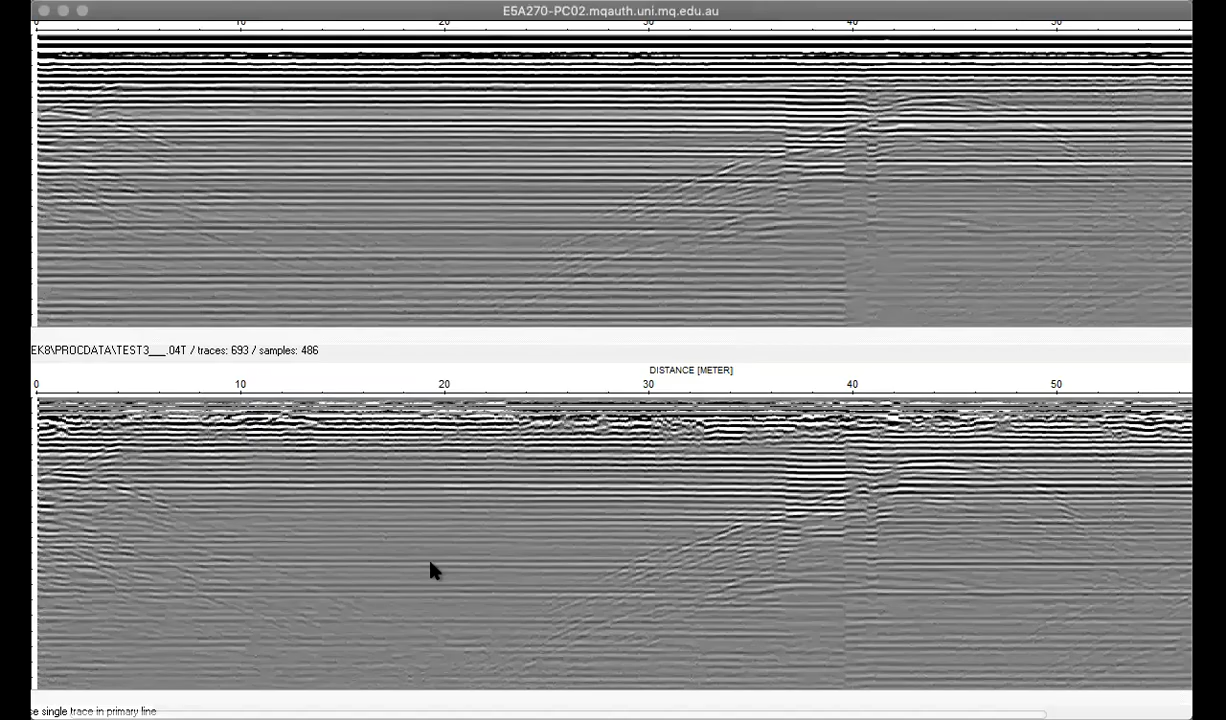 E5A270-PC02.mqauth.uni.mq.edu.au
0 10 20 30 40 50
EK8\PROCDATA\TEST3___.04T / traces: 693 / samples: 486
DISTANCE [METER]
0 10 20 30 40 50
se single trace in primary line